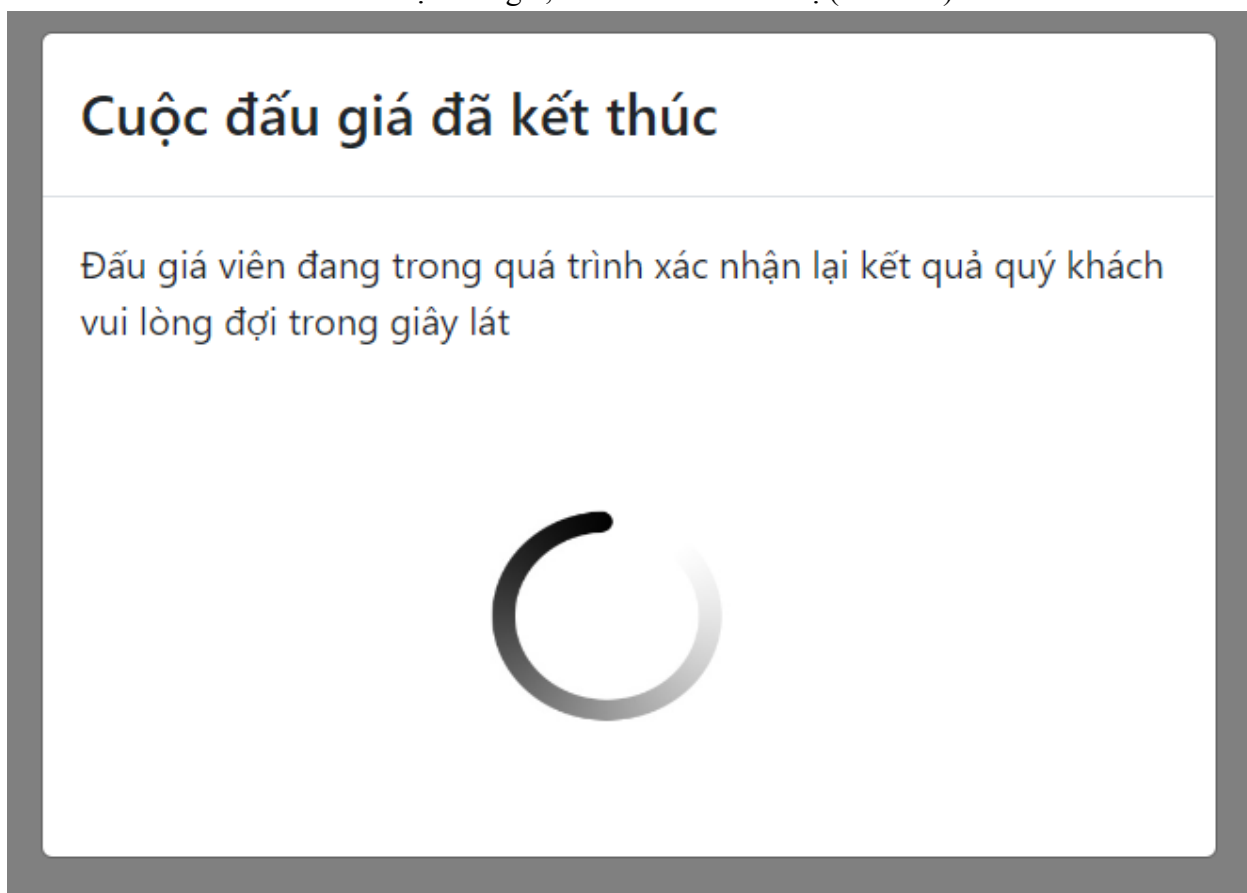 Cuộc đấu giá đã kết thúc
Đấu giá viên đang trong quá trình xác nhận lại kết quả quý khách
vui lòng đợi trong giây lát